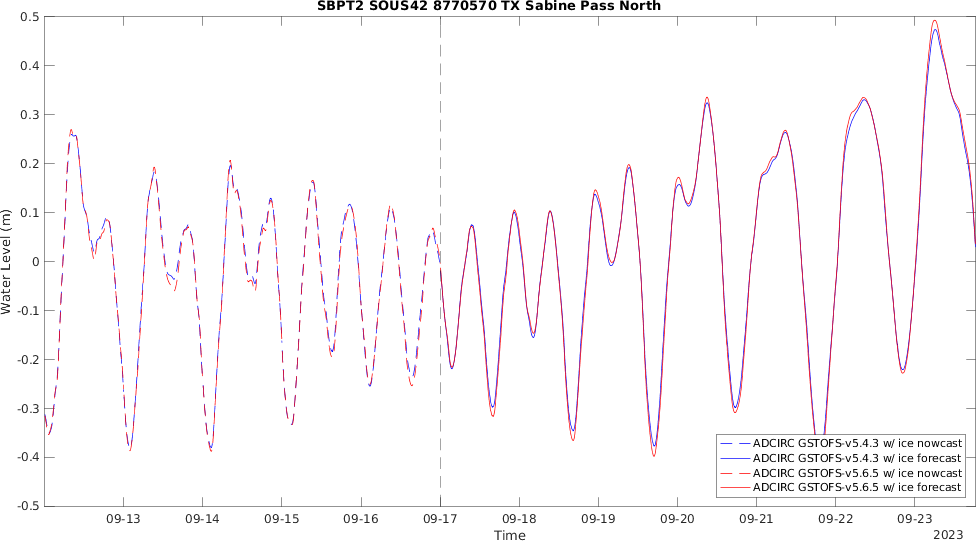 SBPT2 SOUS42 8770570 TX Sabine Pass North
0.5
0.4
0.3
0.2
0.1
0
-0.1
-0.2
-0.3
-0.4
-0.5
Water Level (m)
ADCIRC GSTOFS-v5.4.3 w/ ice nowcast
ADCIRC GSTOFS-v5.4.3 w/ ice forecast
ADCIRC GSTOFS-v5.6.5 w/ ice nowcast
ADCIRC GSTOFS-v5.6.5 w/ ice forecast
09-13 09-14 09-15 09-16 09-17 09-18 09-19 09-20 09-21 09-22 09-23
Time
2023